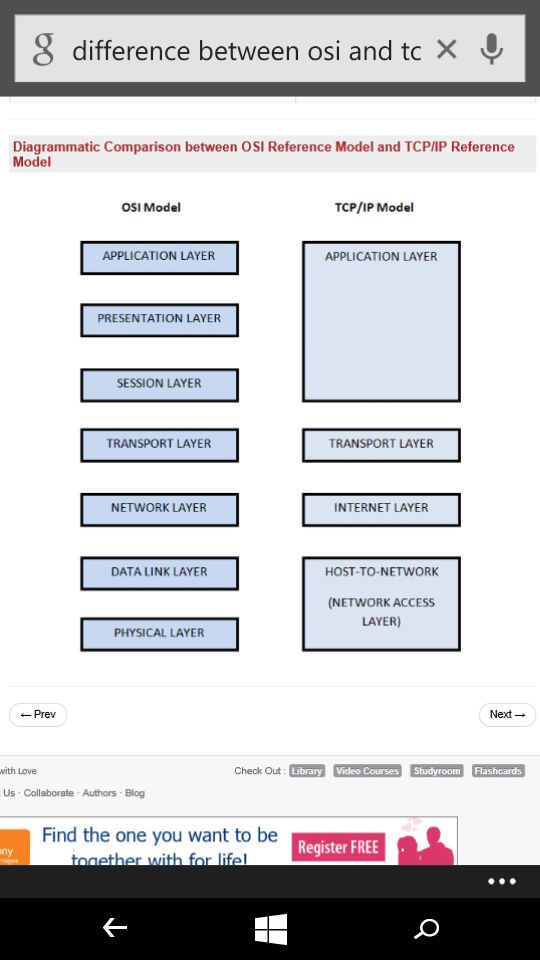 g difference between osi and tc
Diagrammatic Comparison between OSI Reference Model and TCP/IP Reference
Model
OSI Model
TCP/IP Model
APPLICATION LAYER
APPLICATION LAYER
PRESENTATION LAYER
SESSION LAYER
TRANSPORT LAYER
TRANSPORT LAYER
NETWORK LAYER
INTERNET LAYER
DATA LINK LAYER
HOST-TO-NETWORK
(NETWORK ACCESS
LAYER)
PHYSICAL LAYER
← Prev
Next →
with Love
Check Out : Library Video Courses Studyroom Flashcards
Us · Collaborate · Authors · Blog
Find the one you want to be
together with for life!
Register FREE